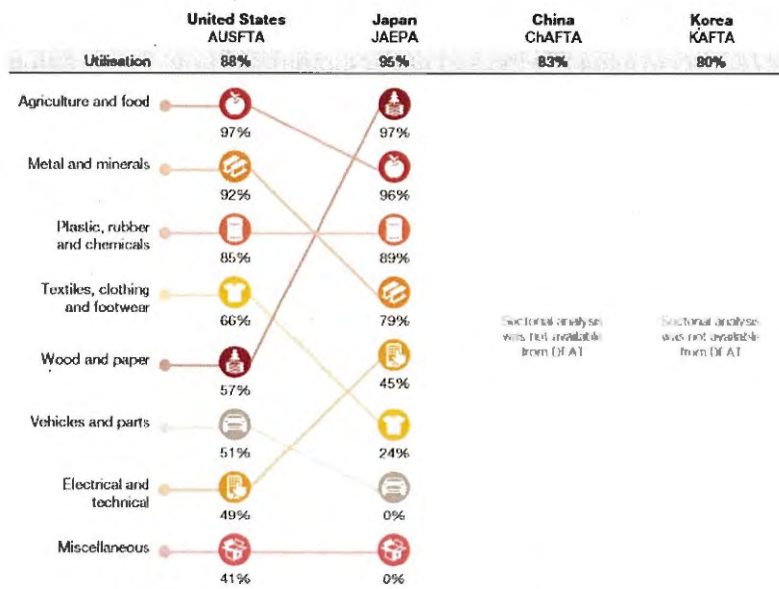 United States Japan China Korea
AUSFTA JAEPA ChAFTA KAFTA
Utilisation 88% 95% 83% 80%
Agriculture and food
97% 97%
Metal and minerals
92% 96%
Plastic, rubber
and chemicals
85% 89%
Textiles, clothing
and footwear
66% 79%
Sectorial analysis Sectorial analysis
was not available was not available
from DFAT from DFAT
Wood and paper
57% 45%
Vehicles and parts
51% 24%
Electrical and
technical
49% 0%
Miscellaneous
41% 0%